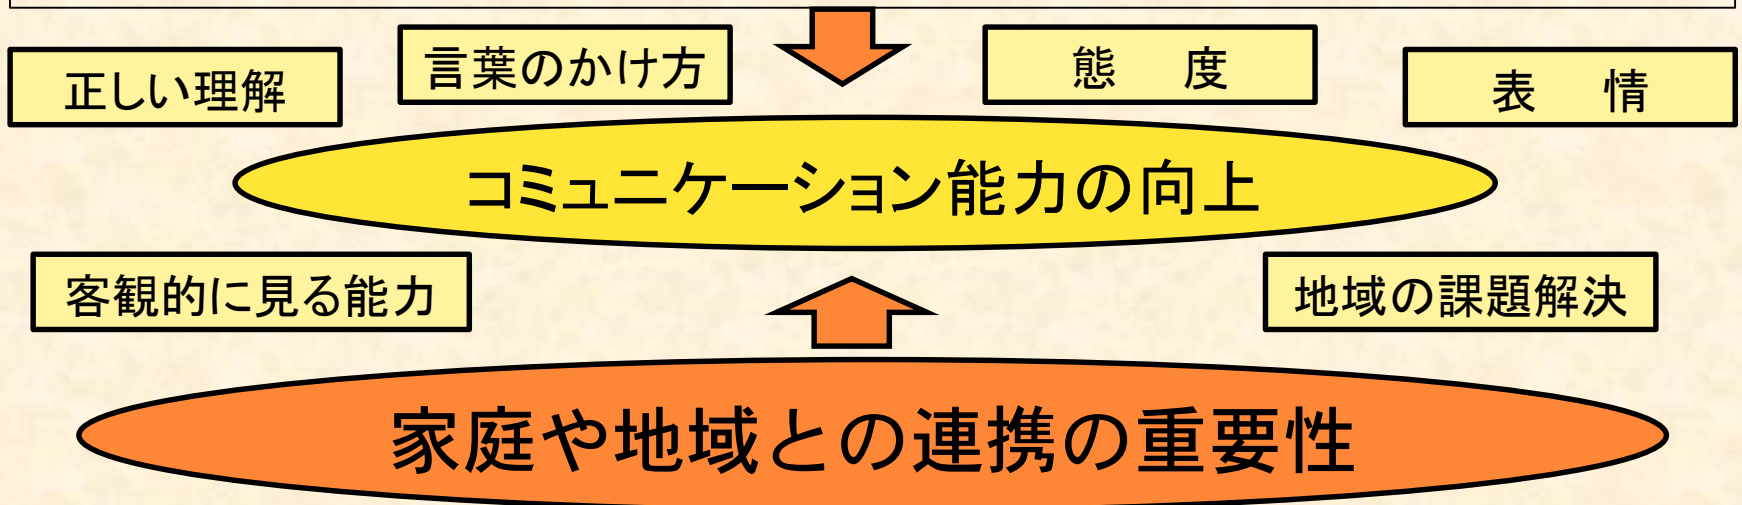 正しい理解
言葉のかけ方
態　度
表　情
コミュニケーション能力の向上
客観的に見る能力
地域の課題解決
家庭や地域との連携の重要性